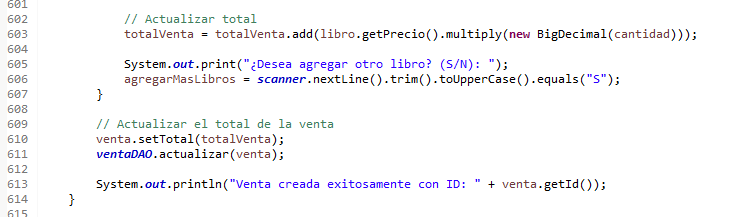 601
602 // Actualizar total
603 totalVenta = totalVenta.add(libro.getPrecio().multiply(new BigDecimal(cantidad)));
604
605 System.out.print("¿Desea agregar otro libro? (S/N): ");
606 agregarMasLibros = scanner.nextLine().trim().toUpperCase().equals("S");
607 }
608
609 // Actualizar el total de la venta
610 venta.setTotal(totalVenta);
611 ventaDAO.actualizar(venta);
612
613 System.out.println("Venta creada exitosamente con ID: " + venta.getId());
614 }
615